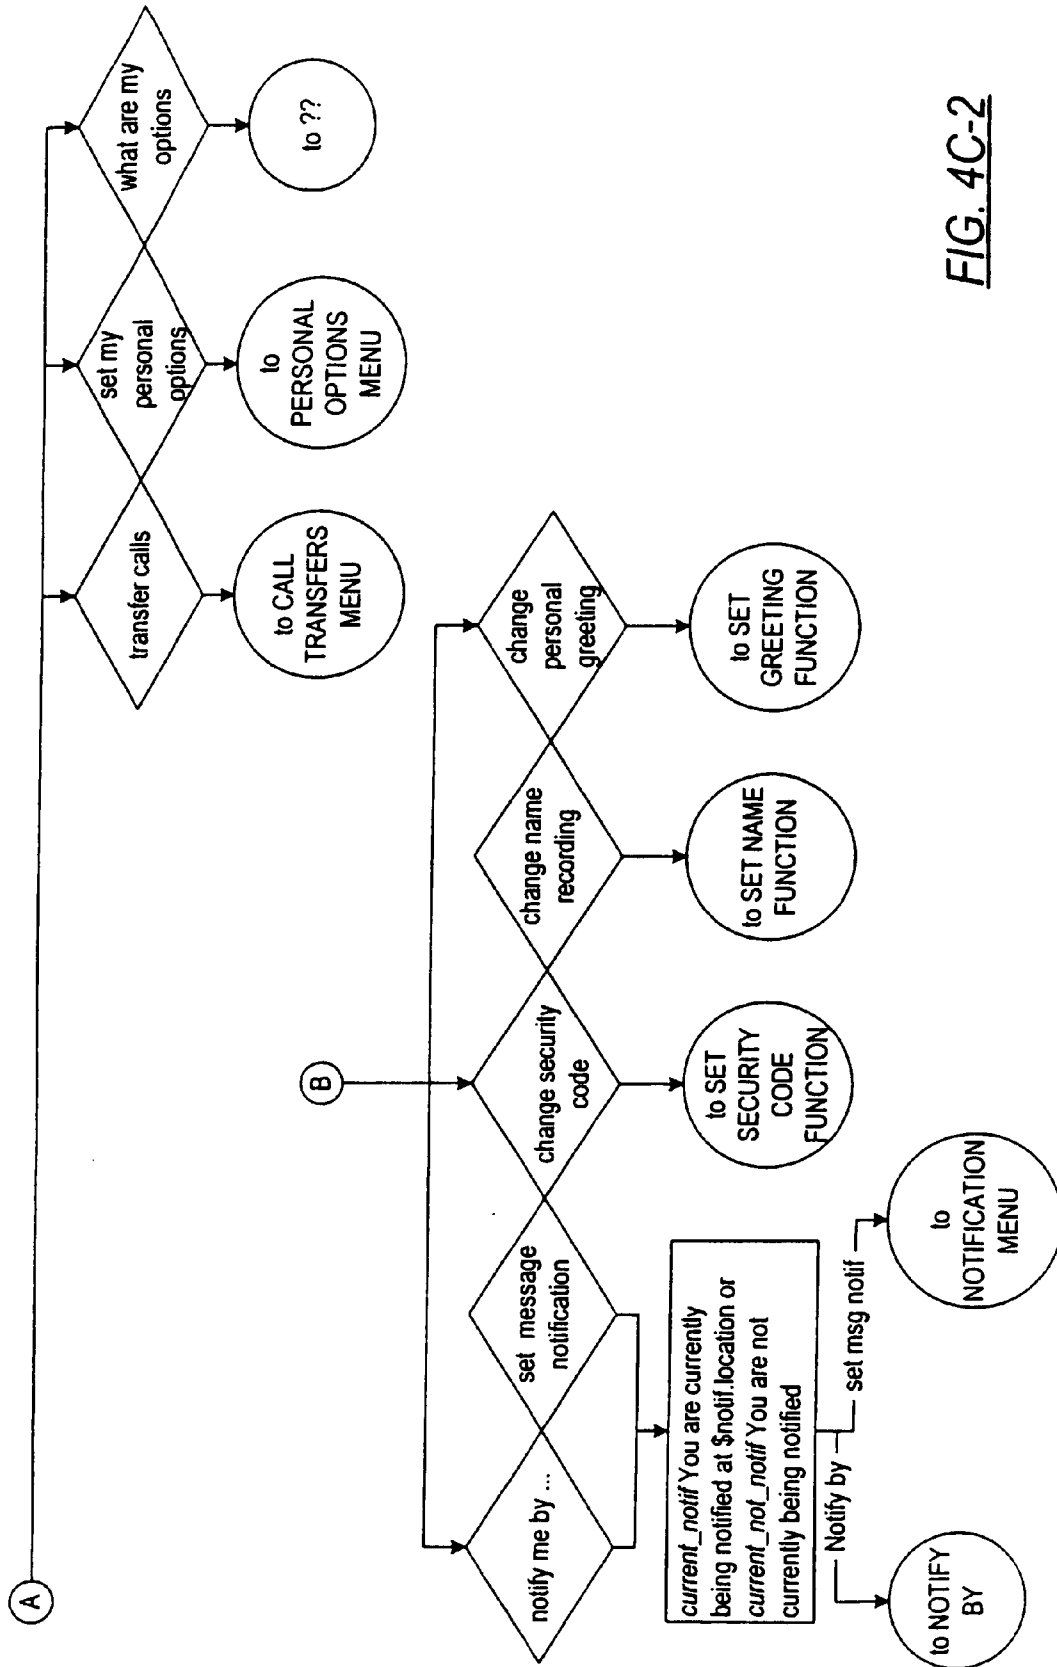 A
transfer calls
set my
personal
options
what are my
options
to CALL
TRANSFERS
MENU
to
PERSONAL
OPTIONS
MENU
to ??
B
notify me by ...
set message
notification
change security
code
change name
recording
change
personal
greeting
current_notif You are currently
being notified at $notif.location or
current_not_notif You are not
currently being notified
to SET
SECURITY
CODE
FUNCTION
to SET NAME
FUNCTION
to SET
GREETING
FUNCTION
Notify by
set msg notif
to NOTIFY
BY
to
NOTIFICATION
MENU
FIG. 4C-2